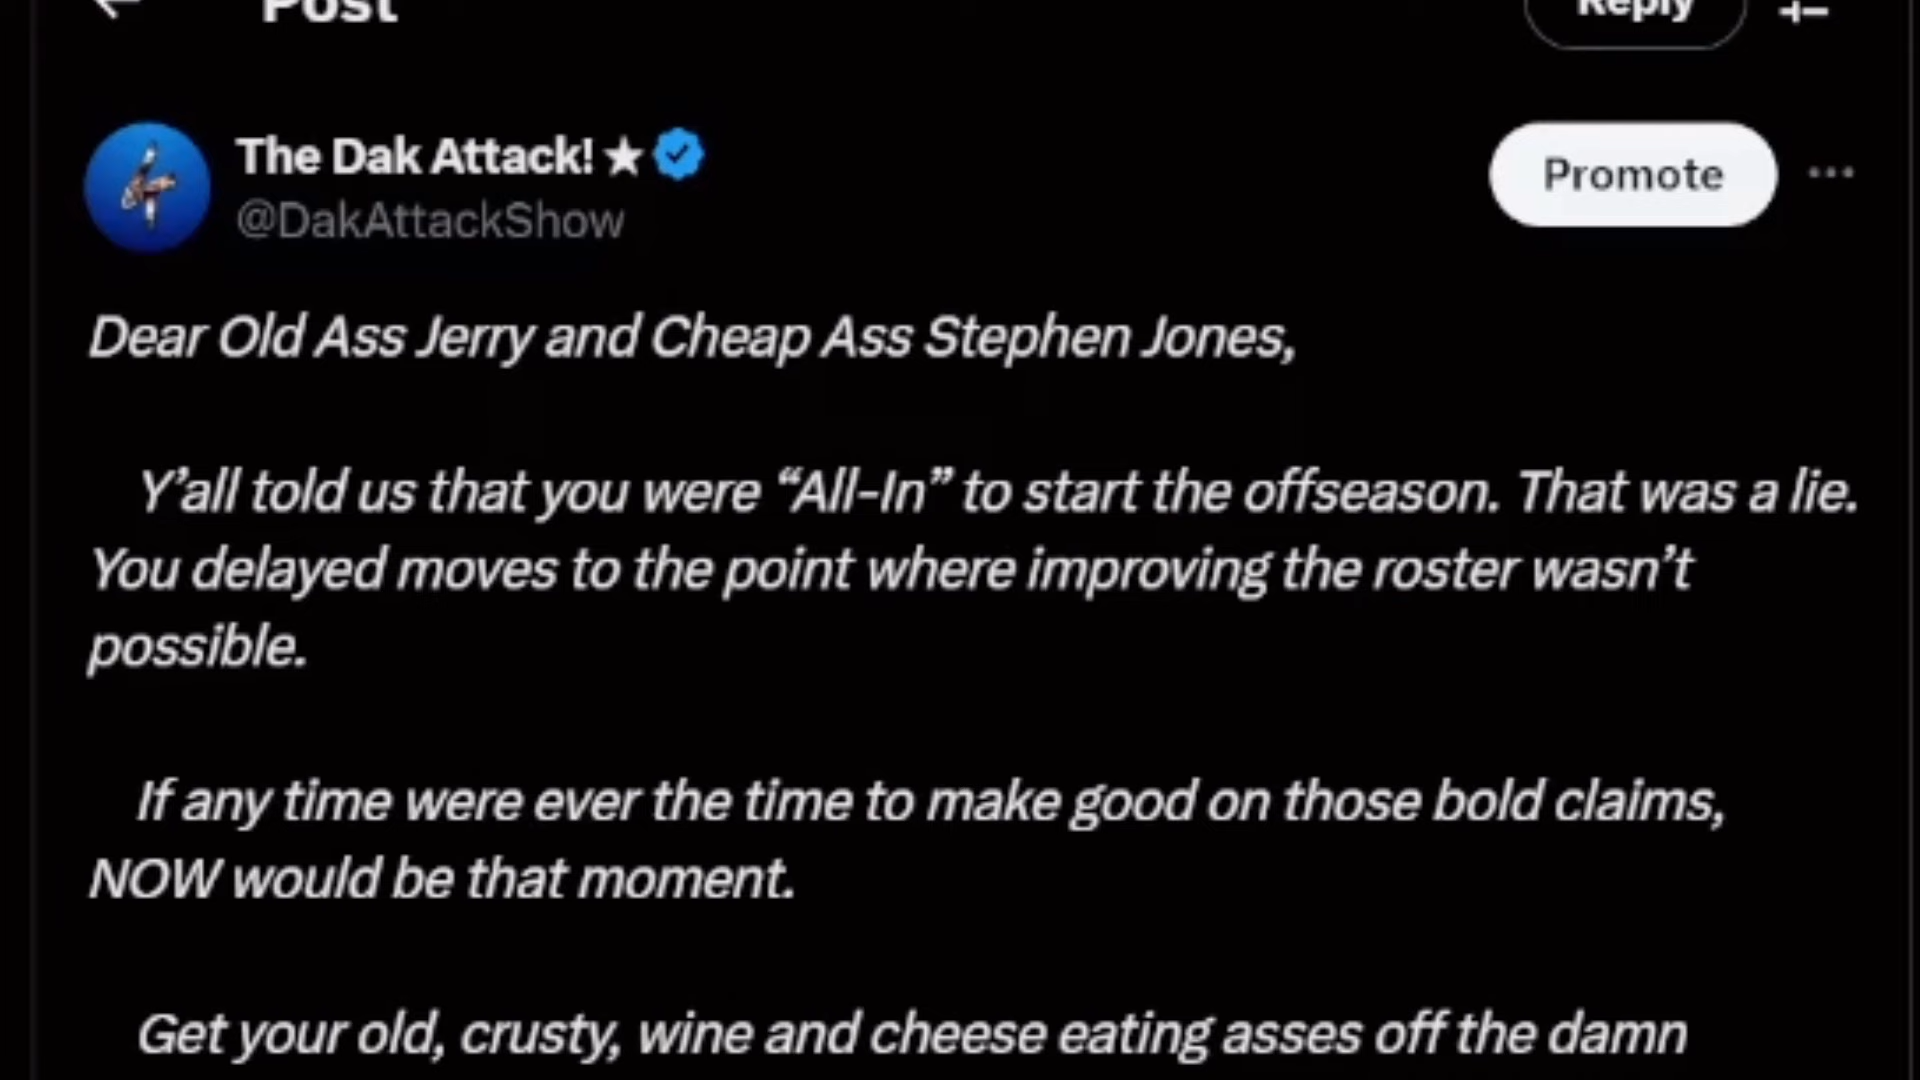 Post
Reply
The Dak Attack! ★
Promote
@DakAttackShow
Dear Old Ass Jerry and Cheap Ass Stephen Jones,
Y’all told us that you were “All-In” to start the offseason. That was a lie.
You delayed moves to the point where improving the roster wasn’t
possible.
If any time were ever the time to make good on those bold claims,
NOW would be that moment.
Get your old, crusty, wine and cheese eating asses off the damn